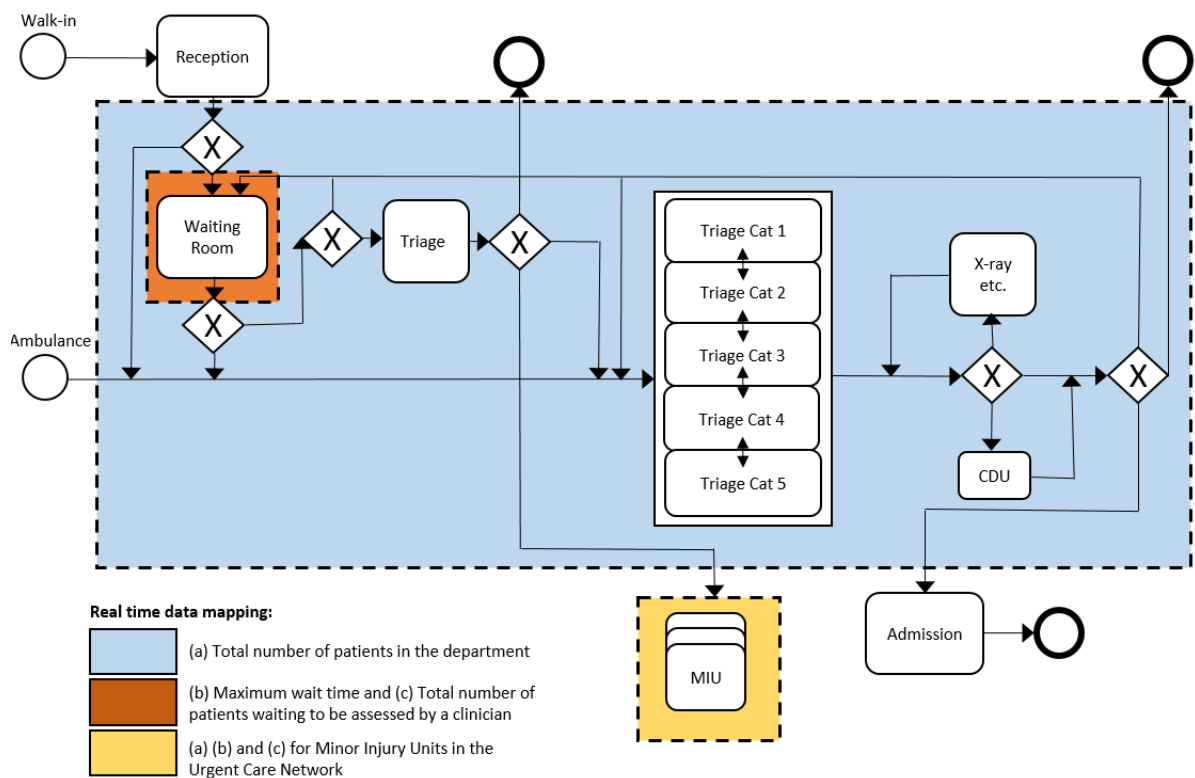 Walk-in
Reception
X
Waiting
Room
X
Triage
X
X
Ambulance
Triage Cat 1
Triage Cat 2
Triage Cat 3
Triage Cat 4
Triage Cat 5
X-ray
etc.
X
X
CDU
Real time data mapping:
(a) Total number of patients in the department
(b) Maximum wait time and (c) Total number of
patients waiting to be assessed by a clinician
(a) (b) and (c) for Minor Injury Units in the
Urgent Care Network
MIU
Admission